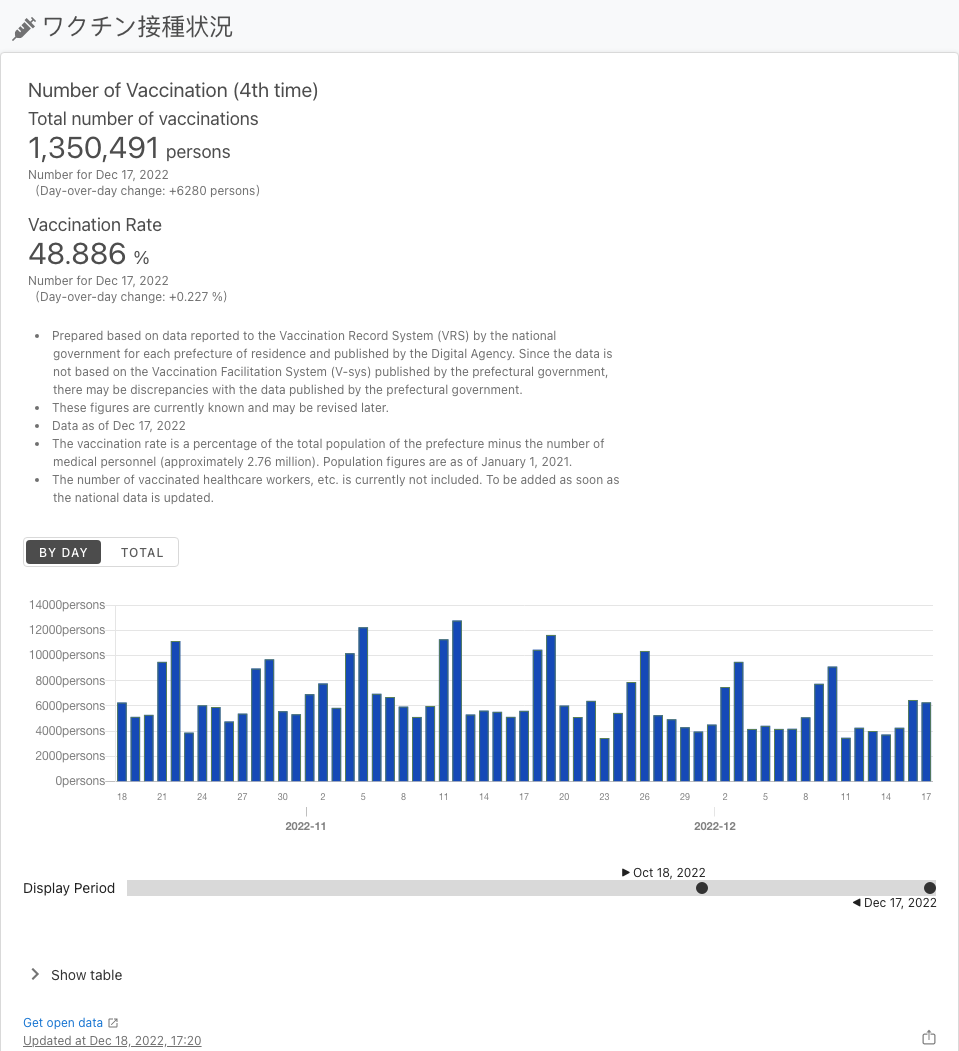 ワクチン接種状況
Number of Vaccination (4th time)
Total number of vaccinations
1,350,491 persons
Number for Dec 17, 2022
(Day-over-day change: +6280 persons)
Vaccination Rate
48.886 %
Number for Dec 17, 2022
(Day-over-day change: +0.227 %)
• Prepared based on data reported to the Vaccination Record System (VRS) by the national
government for each prefecture of residence and published by the Digital Agency. Since the data is
not based on the Vaccination Facilitation System (V-sys) published by the prefectural government,
there may be discrepancies with the data published by the prefectural government.
• These figures are currently known and may be revised later.
• Data as of Dec 17, 2022
• The vaccination rate is a percentage of the total population of the prefecture minus the number of
medical personnel (approximately 2.76 million). Population figures are as of January 1, 2021.
• The number of vaccinated healthcare workers, etc. is currently not included. To be added as soon as
the national data is updated.
BY DAY TOTAL
14000persons
12000persons
10000persons
8000persons
6000persons
4000persons
2000persons
0persons
18 21 24 27 30 2 5 8 11 14 17 20 23 26 29 2 5 8 11 14 17
2022-11 2022-12
Oct 18, 2022
Display Period
Dec 17, 2022
Show table
Get open data
Updated at Dec 18, 2022, 17:20